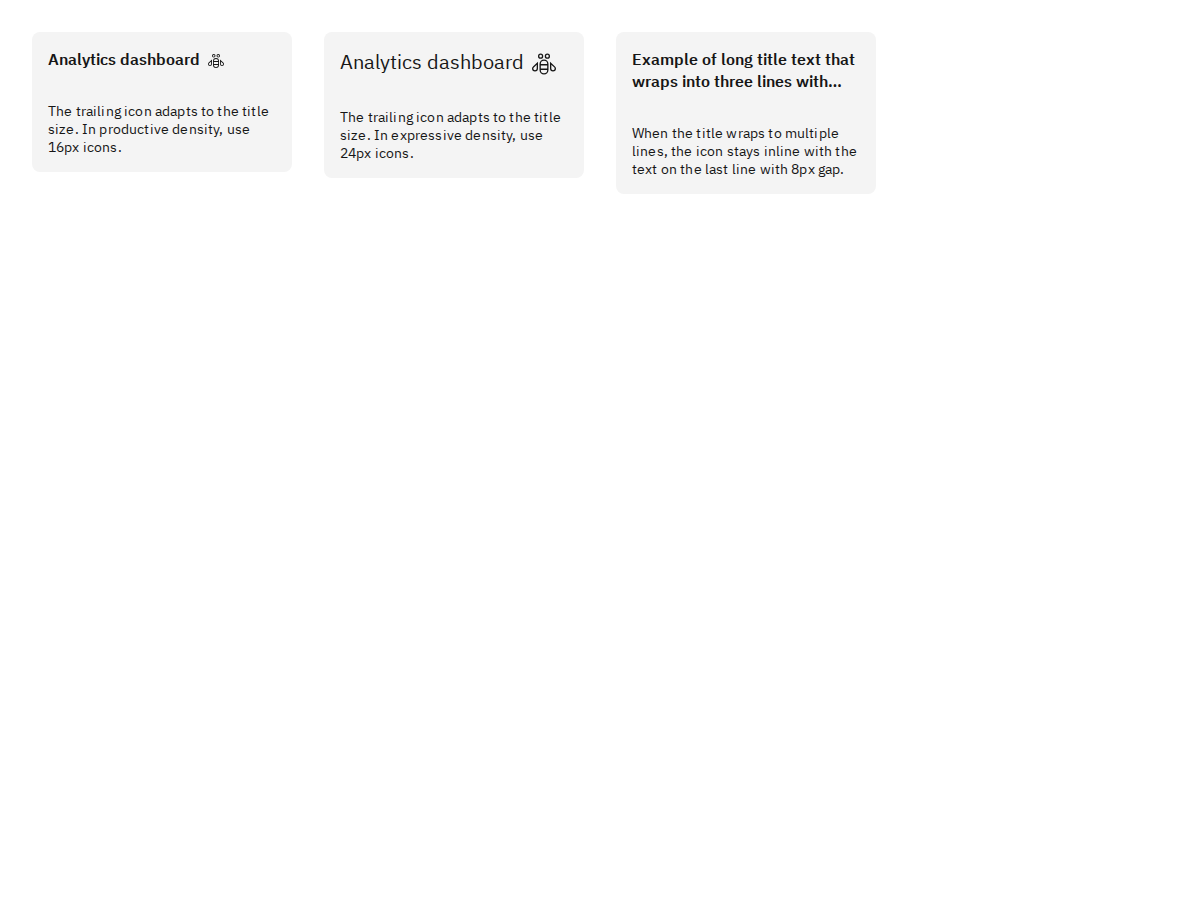 Analytics dashboard
The trailing icon adapts to the title
size. In productive density, use
16px icons.
Analytics dashboard
The trailing icon adapts to the title
size. In expressive density, use
24px icons.
Example of long title text that
wraps into three lines with...
When the title wraps to multiple
lines, the icon stays inline with the
text on the last line with 8px gap.